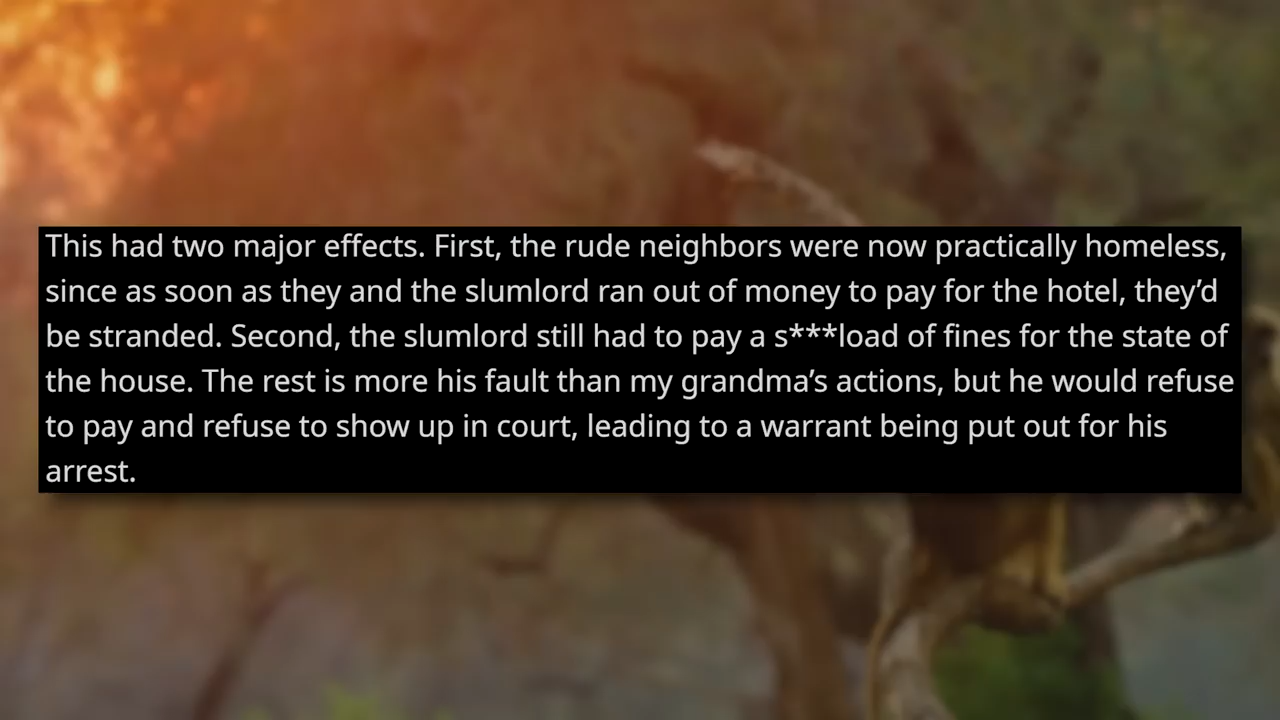 This had two major effects. First, the rude neighbors were now practically homeless,
since as soon as they and the slumlord ran out of money to pay for the hotel, they’d
be stranded. Second, the slumlord still had to pay a s***load of fines for the state of
the house. The rest is more his fault than my grandma’s actions, but he would refuse
to pay and refuse to show up in court, leading to a warrant being put out for his
arrest.